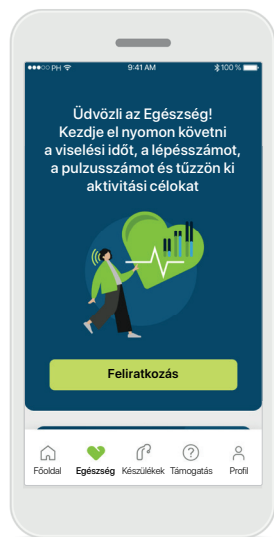 PH 9:41 AM 100 %
Üdvözli az Egészség!
Kezdje el nyomon követni
a viselési időt, a lépésszámot,
a pulzusszámot és tűzzön ki
aktivitási célokat
Feliratkozás
Főoldal Egészség Készülékek Támogatás Profil